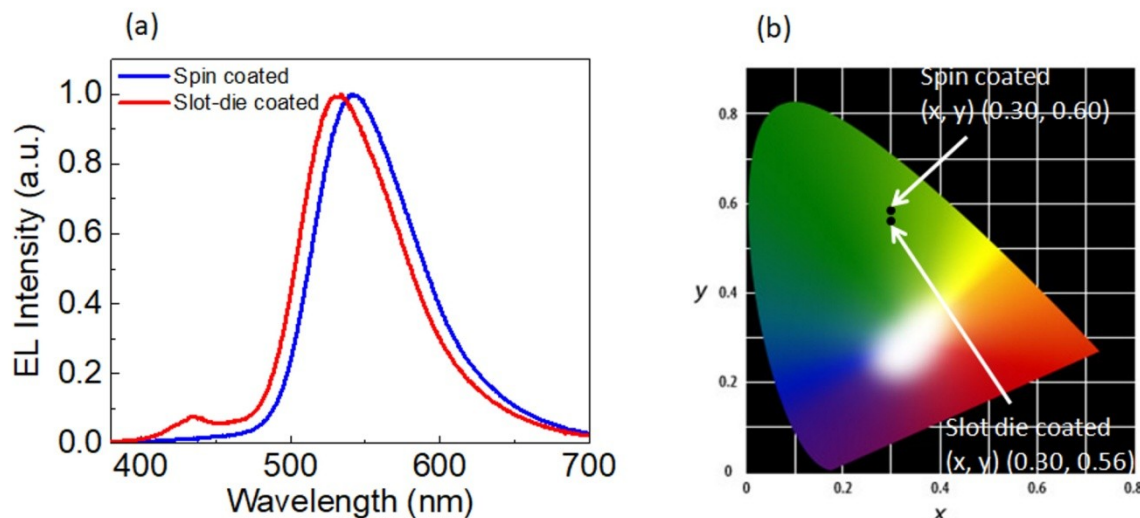 (a)
Spin coated
Slot-die coated
EL Intensity (a.u.)
1.0
0.8
0.6
0.4
0.2
0.0
400 500 600 700
Wavelength (nm)
(b)
Spin coated
(x, y) (0.30, 0.60)
0.8
0.6
y
0.4
0.2
0
Slot die coated
(x, y) (0.30, 0.56)
0 0.2 0.4 0.6 0.8
x